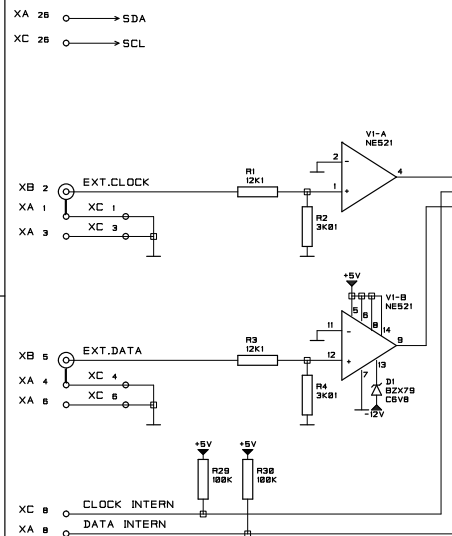 XA 26 SDA
XC 26 SCL
V1-A
NE521
2
4
R1
12K1
XB 2 EXT.CLOCK
1
XA 1 XC 1
R2
3K01
XA 3 XC 3
+5V
V1-B
NE521
5 6 8 14
11
R3
12K1
9
XB 5 EXT.DATA
12
13
7
XA 4 XC 4
R4
3K01
D1
BZX79
C6V8
XA 6 XC 6
-12V
+5V +5V
R29
100K
R30
100K
XC 8 CLOCK INTERN
XA 8 DATA INTERN